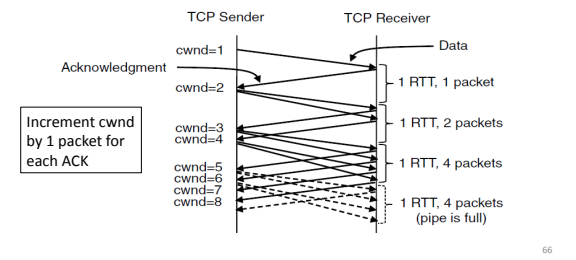 TCP Sender
TCP Receiver
cwnd=1
Data
Acknowledgment
cwnd=2
1 RTT, 1 packet
Increment cwnd
by 1 packet for
each ACK
cwnd=3
cwnd=4
1 RTT, 2 packets
1 RTT, 4 packets
cwnd=5
cwnd=6
cwnd=7
cwnd=8
1 RTT, 4 packets
(pipe is full)
66